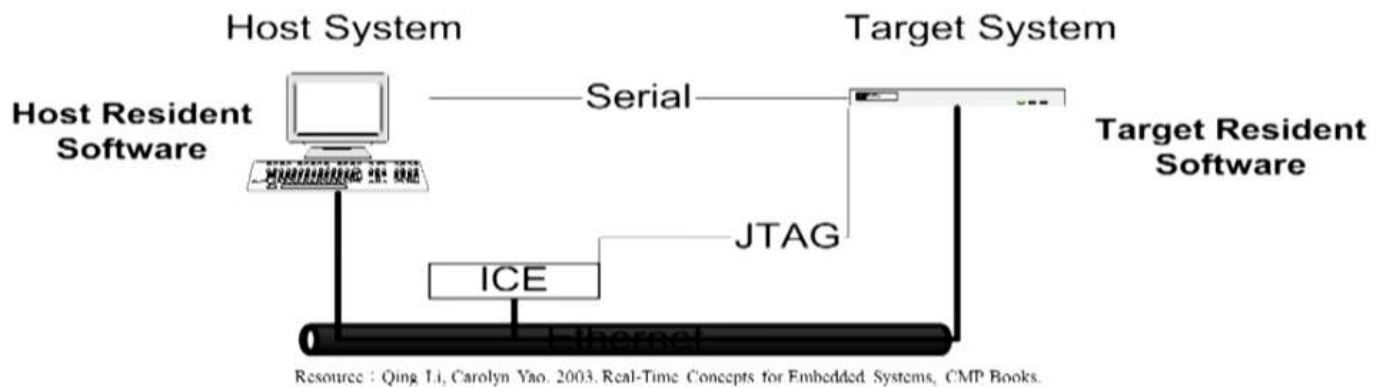 Host System
Target System
Host Resident
Software
Serial
Target Resident
Software
JTAG
ICE
Ethernet
Resource : Qing Li, Carolyn Yao. 2003. Real-Time Concepts for Embedded Systems, CMP Books.